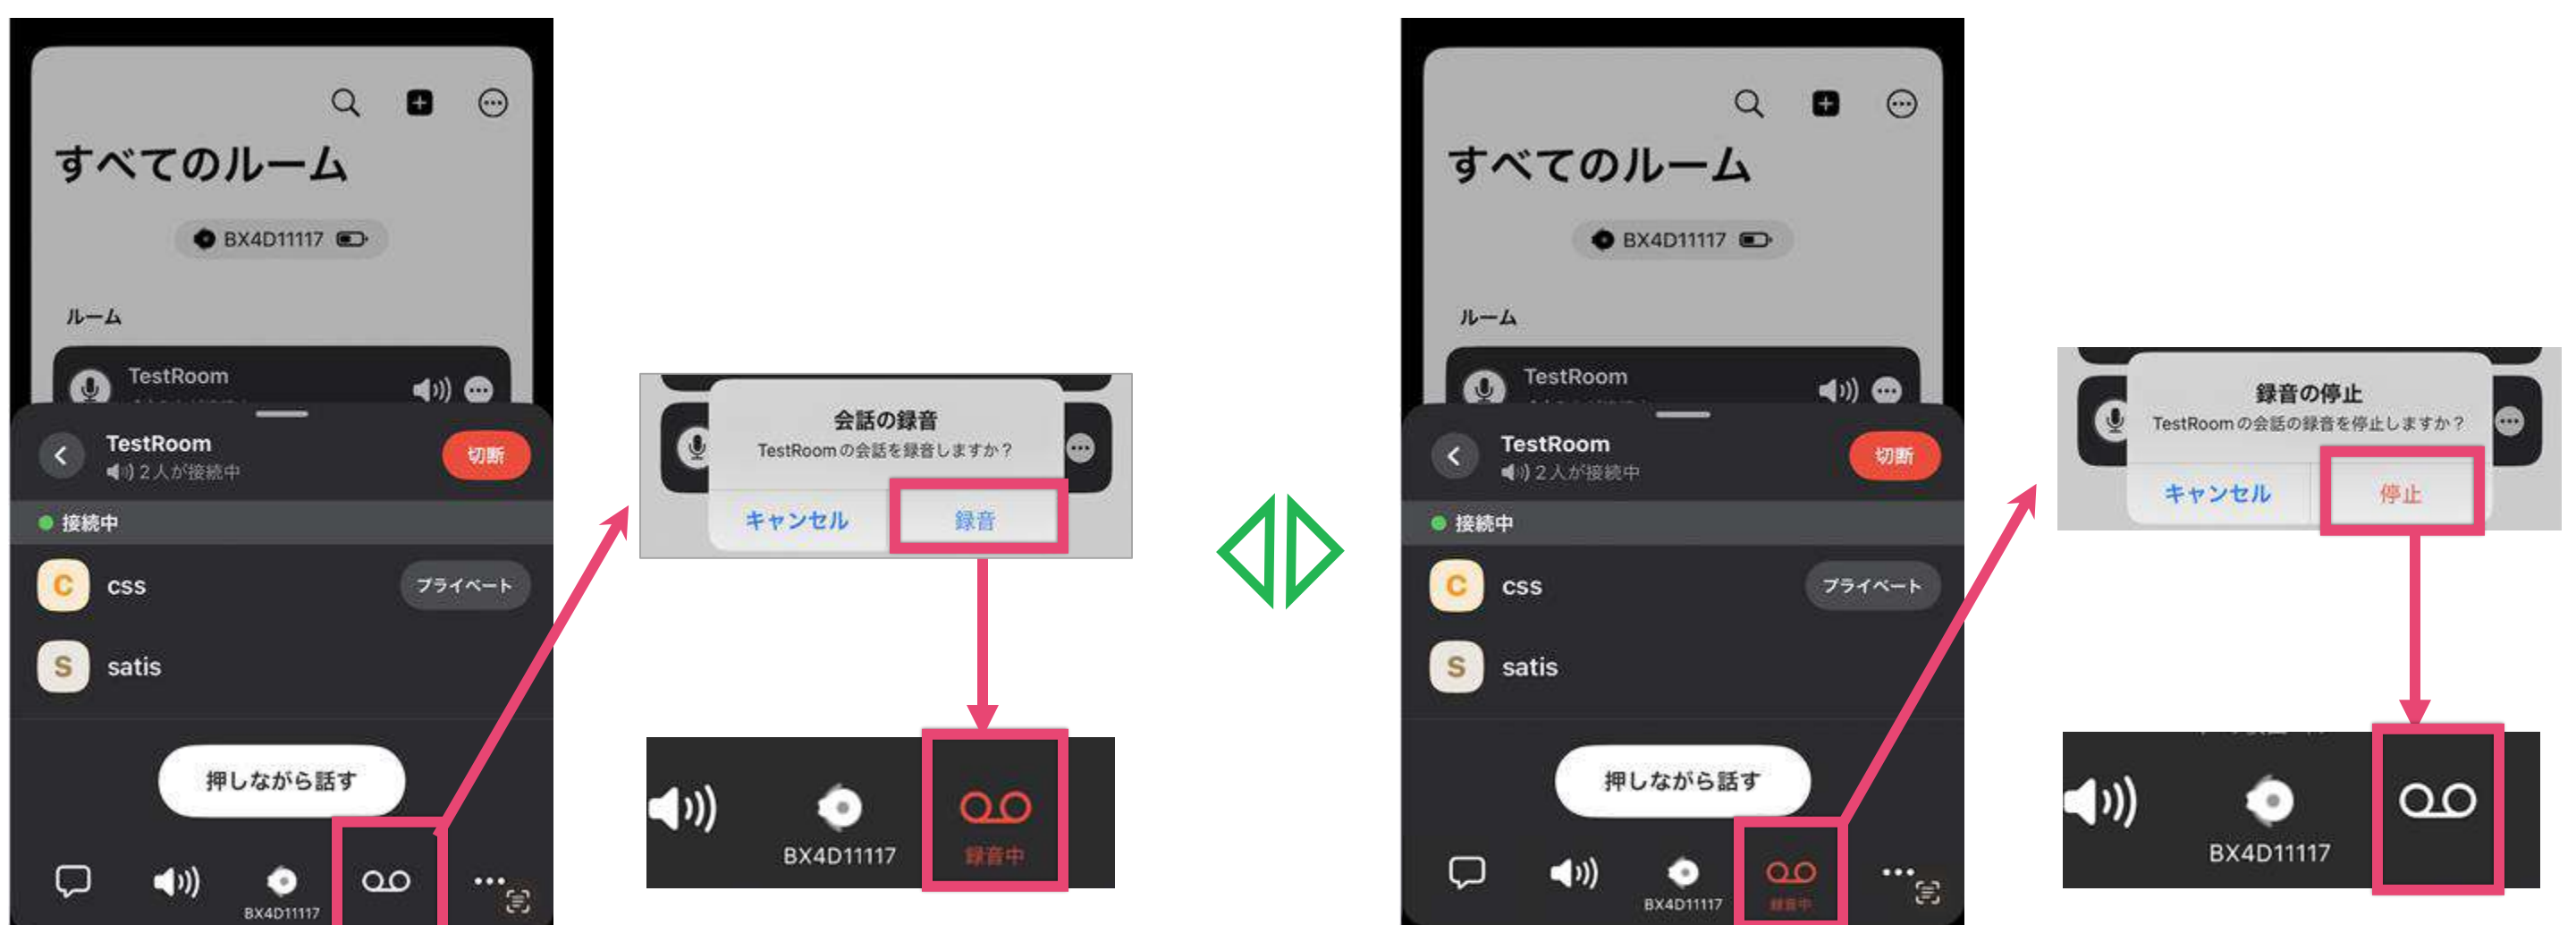 すべてのルーム
BX4D11117
ルーム
TestRoom
TestRoom
2人が接続中
切断
接続中
C
css
プライベート
S
satis
押しながら話す
BX4D11117
会話の録音
TestRoomの会話を録音しますか？
キャンセル
録音
BX4D11117
録音中
すべてのルーム
BX4D11117
ルーム
TestRoom
TestRoom
2人が接続中
切断
接続中
C
css
プライベート
S
satis
押しながら話す
BX4D11117
録音中
録音の停止
TestRoomの会話の録音を停止しますか？
キャンセル
停止
BX4D11117